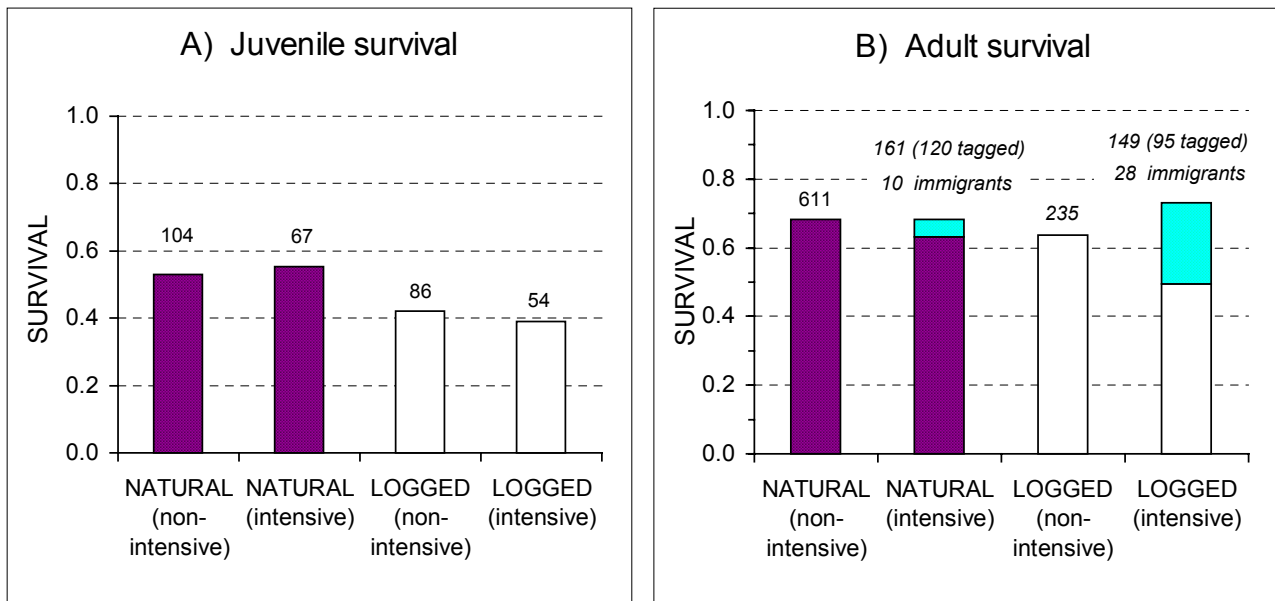 A) Juvenile survival
SURVIVAL
1.0
0.8
0.6
0.4
0.2
0.0
104
67
86
54
NATURAL
(non-
intensive)
NATURAL
(intensive)
LOGGED
(non-
intensive)
LOGGED
(intensive)
B) Adult survival
SURVIVAL
1.0
0.8
0.6
0.4
0.2
0.0
611
161 (120 tagged)
10 immigrants
235
149 (95 tagged)
28 immigrants
NATURAL
(non-
intensive)
NATURAL
(intensive)
LOGGED
(non-
intensive)
LOGGED
(intensive)